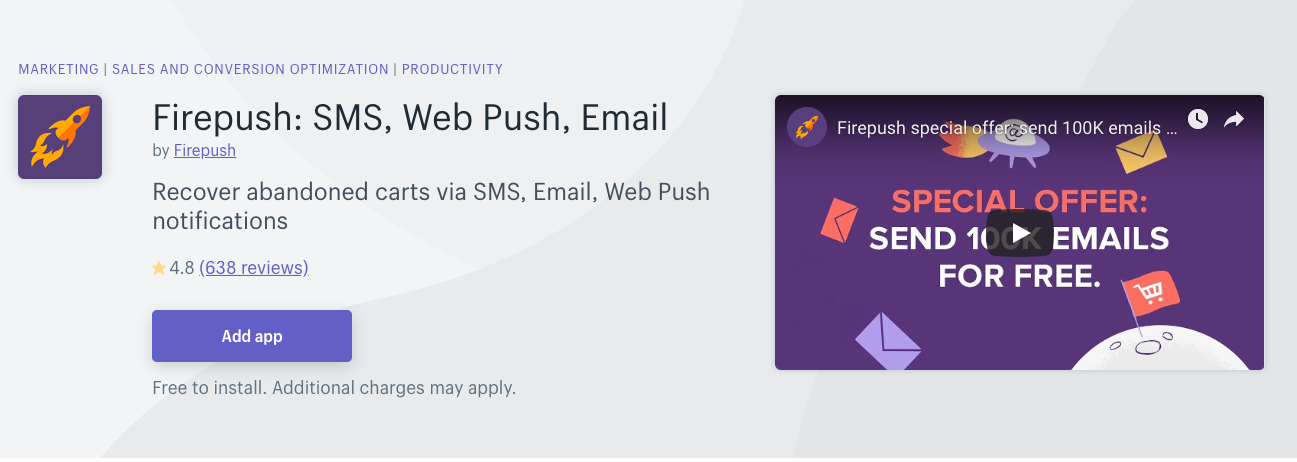 MARKETING | SALES AND CONVERSION OPTIMIZATION | PRODUCTIVITY
Firepush: SMS, Web Push, Email
by Firepush
Recover abandoned carts via SMS, Email, Web Push
notifications
4.8 (638 reviews)
Add app
Free to install. Additional charges may apply.
Firepush special offer: send 100K emails ...
@
SPECIAL OFFER:
SEND 100K EMAILS
FOR FREE.